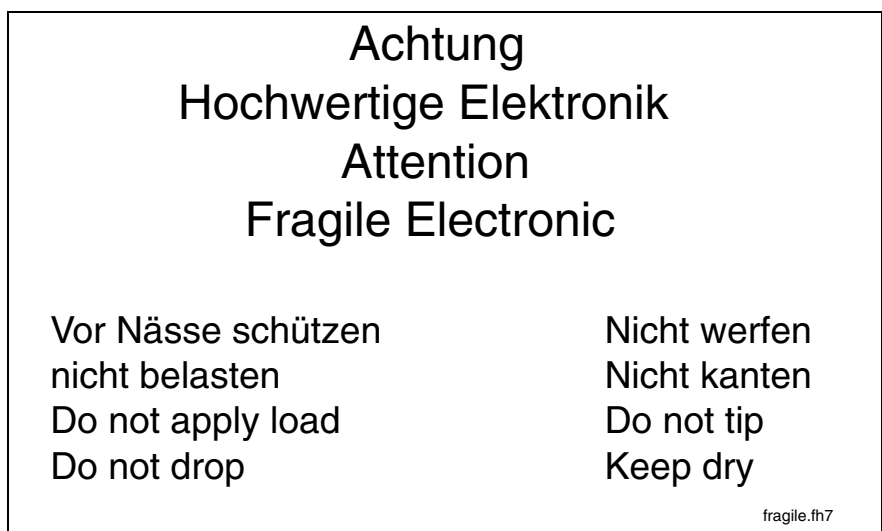 Achtung
Hochwertige Elektronik
Attention
Fragile Electronic
Vor Nässe schützen
nicht belasten
Do not apply load
Do not drop
Nicht werfen
Nicht kanten
Do not tip
Keep dry
fragile.fh7